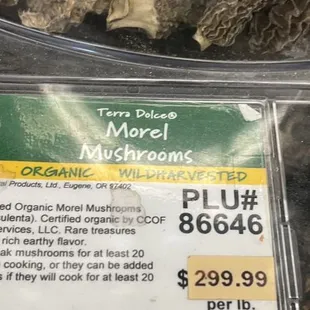 Terra Dolce®
Morel
Mushrooms
ORGANIC WILDHARVESTED
al Products, Ltd., Eugene, OR 97402
ed Organic Morel Mushrooms
culenta). Certified organic by CCOF
ervices, LLC. Rare treasures
rich earthy flavor.
ak mushrooms for at least 20
cooking, or they can be added
s if they will cook for at least 20
PLU#
86646
$299.99
per lb.